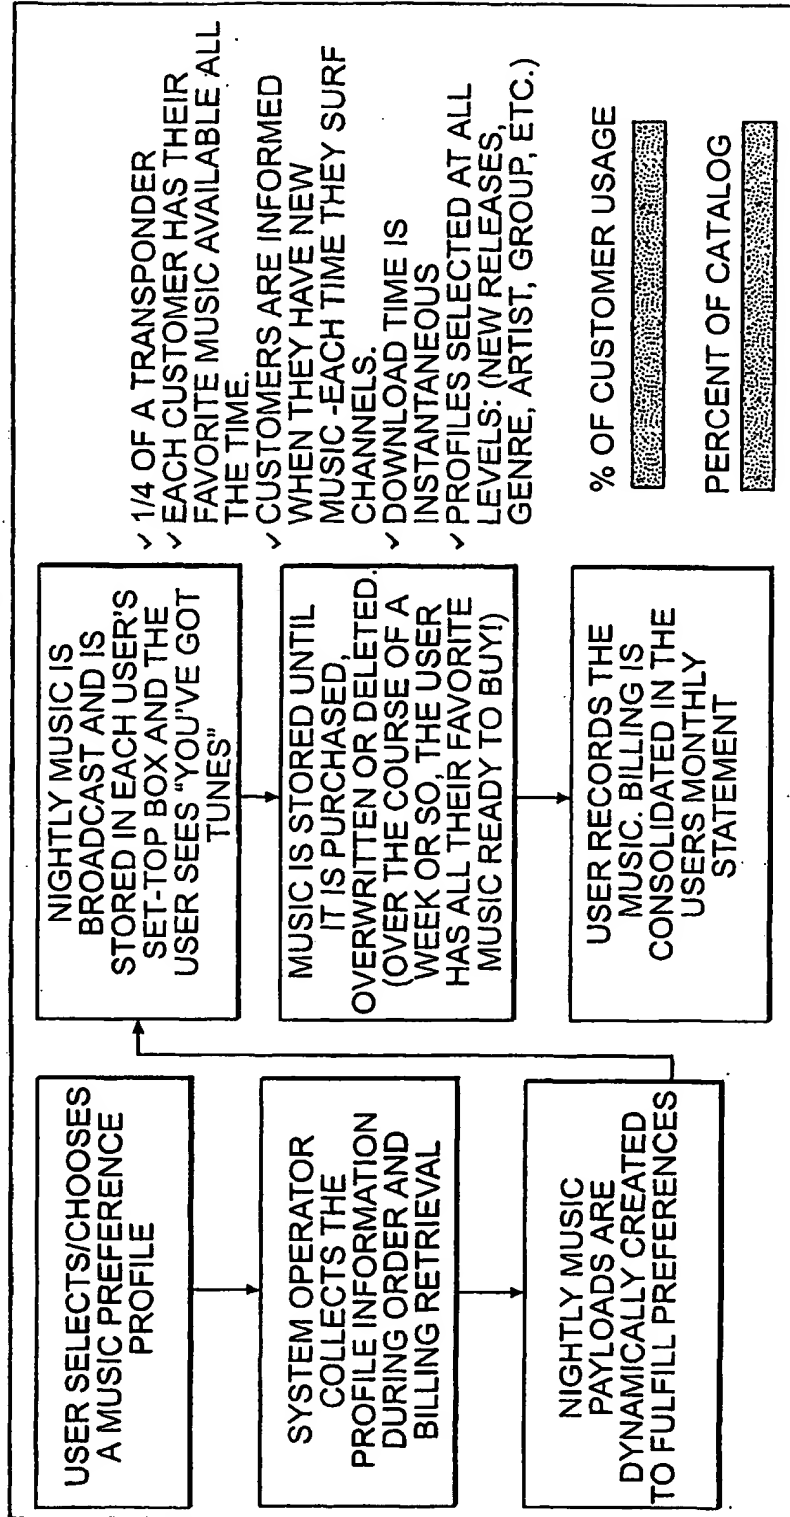 USER SELECTS/CHOOSES
A MUSIC PREFERENCE
PROFILE
SYSTEM OPERATOR
COLLECTS THE
PROFILE INFORMATION
DURING ORDER AND
BILLING RETRIEVAL
NIGHTLY MUSIC
PAYLOADS ARE
DYNAMICALLY CREATED
TO FULFILL PREFERENCES
NIGHTLY MUSIC IS
BROADCAST AND IS
STORED IN EACH USER'S
SET-TOP BOX AND THE
USER SEES "YOU'VE GOT
TUNES"
MUSIC IS STORED UNTIL
IT IS PURCHASED,
OVERWRITTEN OR DELETED.
(OVER THE COURSE OF A
WEEK OR SO, THE USER
HAS ALL THEIR FAVORITE
MUSIC READY TO BUY!)
USER RECORDS THE
MUSIC. BILLING IS
CONSOLIDATED IN THE
USERS MONTHLY
STATEMENT
✓ 1/4 OF A TRANSPONDER
✓ EACH CUSTOMER HAS THEIR
FAVORITE MUSIC AVAILABLE ALL
THE TIME.
✓ CUSTOMERS ARE INFORMED
WHEN THEY HAVE NEW
MUSIC -EACH TIME THEY SURF
CHANNELS.
✓ DOWNLOAD TIME IS
INSTANTANEOUS
✓ PROFILES SELECTED AT ALL
LEVELS: (NEW RELEASES,
GENRE, ARTIST, GROUP, ETC.)
% OF CUSTOMER USAGE
PERCENT OF CATALOG